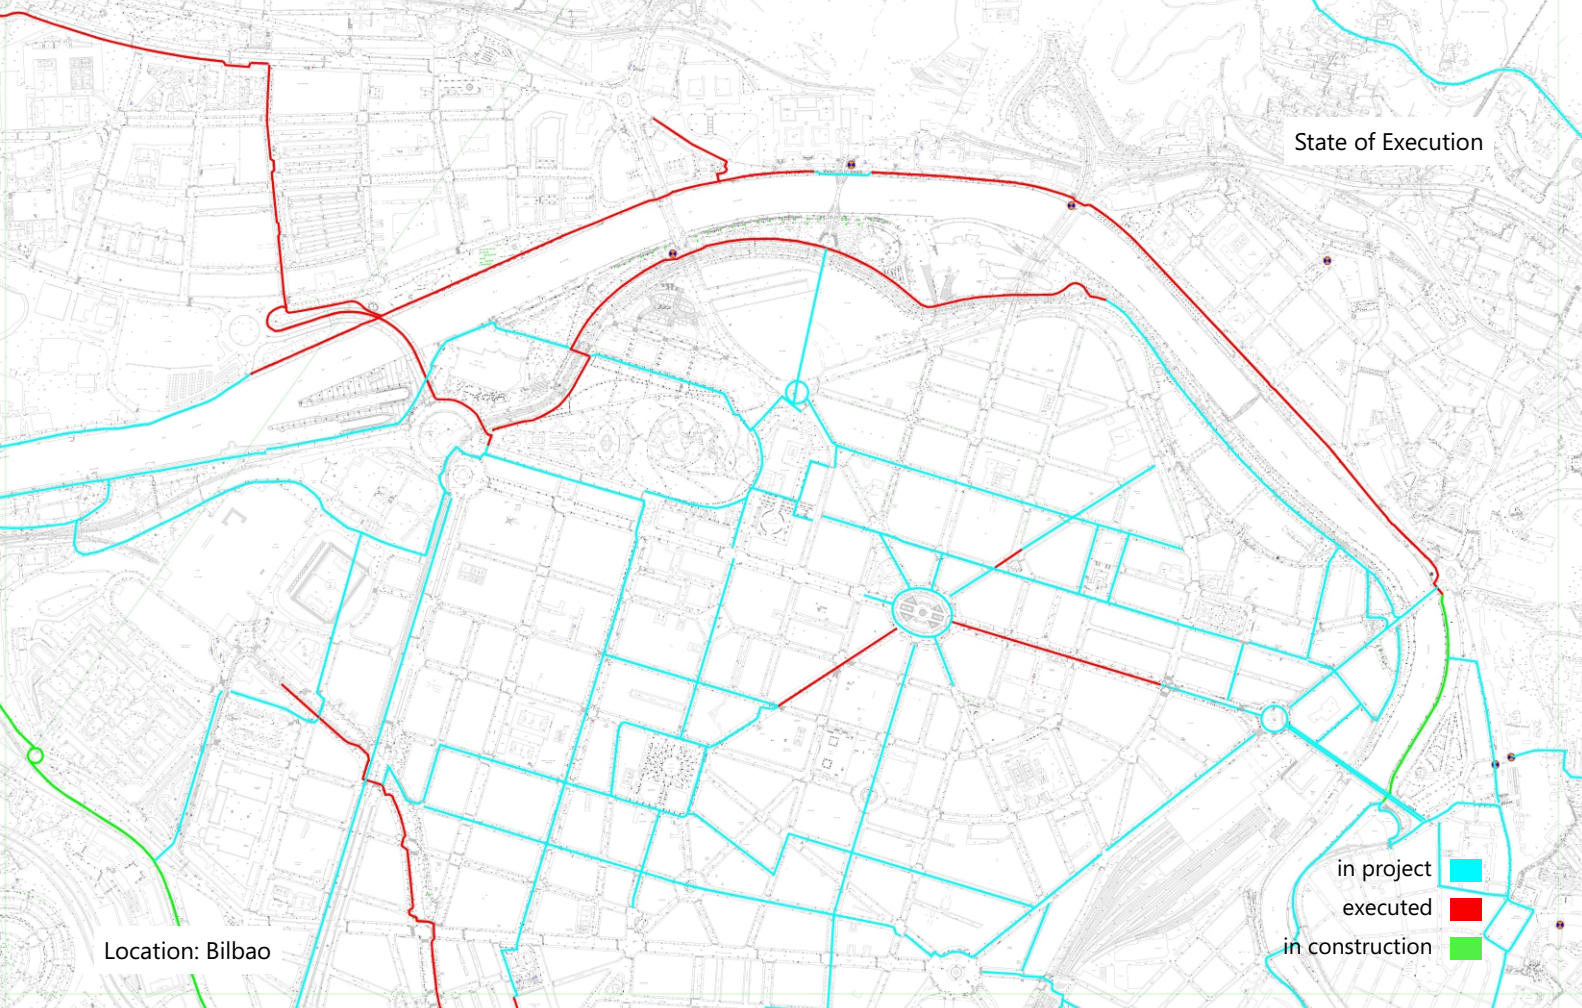 State of Execution
in project
executed
in construction
Location: Bilbao